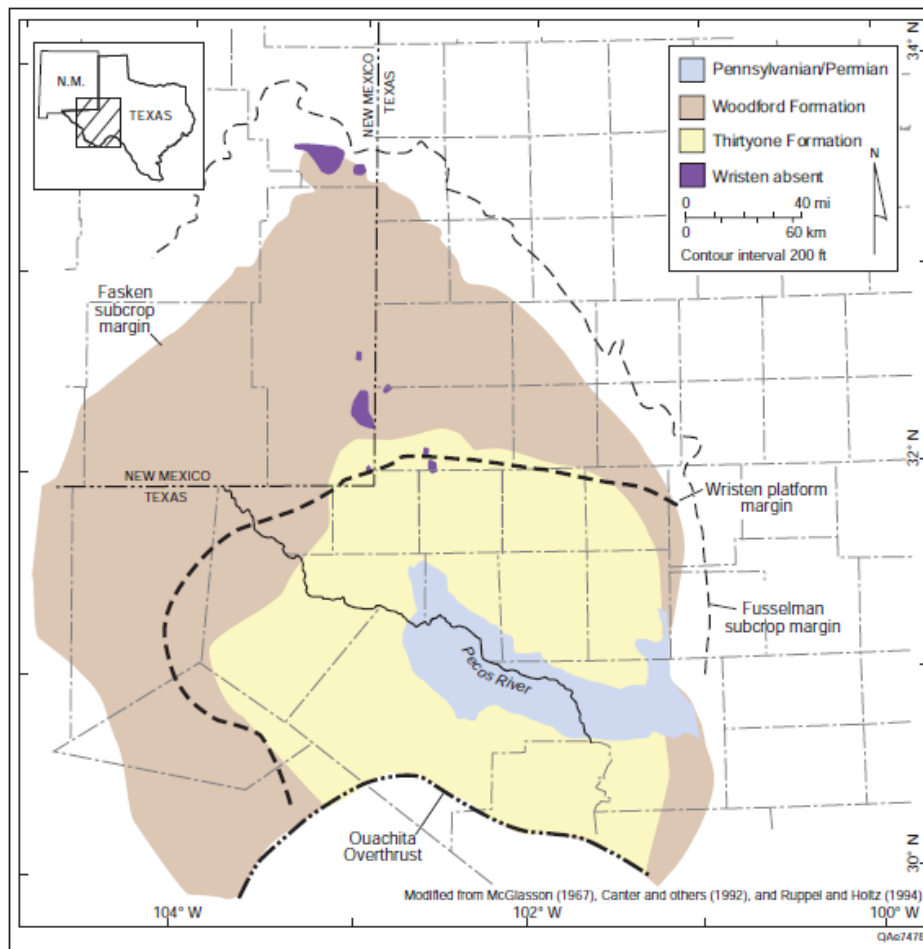 N.M.
TEXAS
NEW MEXICO
TEXAS
34° N
Pennsylvanian/Permian
Woodford Formation
Thirtyone Formation
Wristen absent
N
0 40 mi
0 60 km
Contour interval 200 ft
Fasken
subcrop
margin
32° N
NEW MEXICO
TEXAS
Wristen platform
margin
Fusselman
subcrop margin
Pecos River
Ouachita
Overthrust
30° N
Modified from McGlasson (1967), Canter and others (1992), and Ruppel and Holtz (1994)
104° W
102° W
100° W